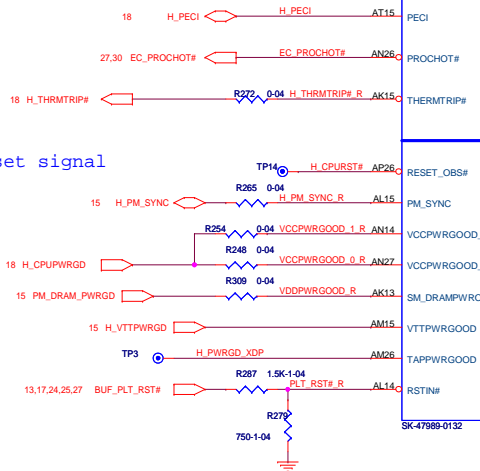 18 H_PECI H_PECI AT15 PECI
27,30 EC_PROCHOT# EC_PROCHOT# AN26 PROCHOT#
18 H_THRMTRIP# R272 0-04 H_THRMTRIP#_R AK15 THERMTRIP#
set signal
TP14 H_CPURST# AP26 RESET_OBS#
15 H_PM_SYNC R265 0-04 H_PM_SYNC_R AL15 PM_SYNC
R254 0-04 VCCPWRGOOD_1_R AN14 VCCPWRGOOD_
18 H_CPUPWRGD R248 0-04 VCCPWRGOOD_0_R AN27 VCCPWRGOOD_
15 PM_DRAM_PWRGD R309 0-04 VDDPWRGOOD_R AK13 SM_DRAMPWRO
15 H_VTTPWRGD AM15 VTTPWRGOOD
TP3 H_PWRGD_XDP AM26 TAPPWRGOOD
13,17,24,25,27 BUF_PLT_RST# R287 1.5K-1-04 PLT_RST#_R AL14 RSTIN#
R279
750-1-04
SK-47989-0132